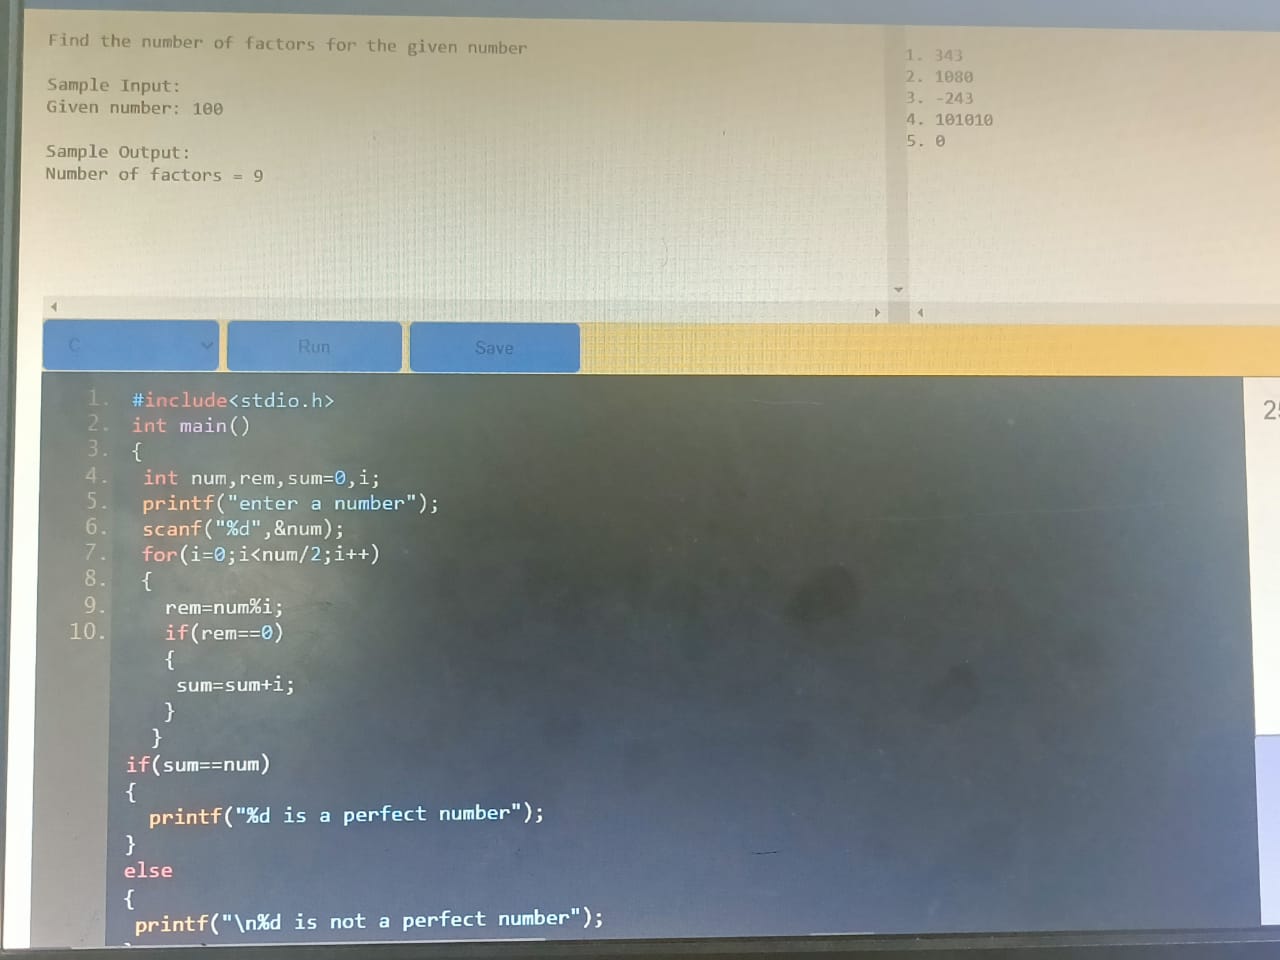 Find the number of factors for the given number
Sample Input:
Given number: 100
Sample Output:
Number of factors = 9
1. 343
2. 1080
3. -243
4. 101010
5. 0
C
Run
Save
1. #include<stdio.h>
2. int main()
3. {
4. int num,rem,sum=0,i;
5. printf("enter a number");
6. scanf("%d",&num);
7. for(i=0;i<num/2;i++)
8. {
9. rem=num%i;
10. if(rem==0)
{
sum=sum+i;
}
}
if(sum==num)
{
printf("%d is a perfect number");
}
else
{
printf("\n%d is not a perfect number");